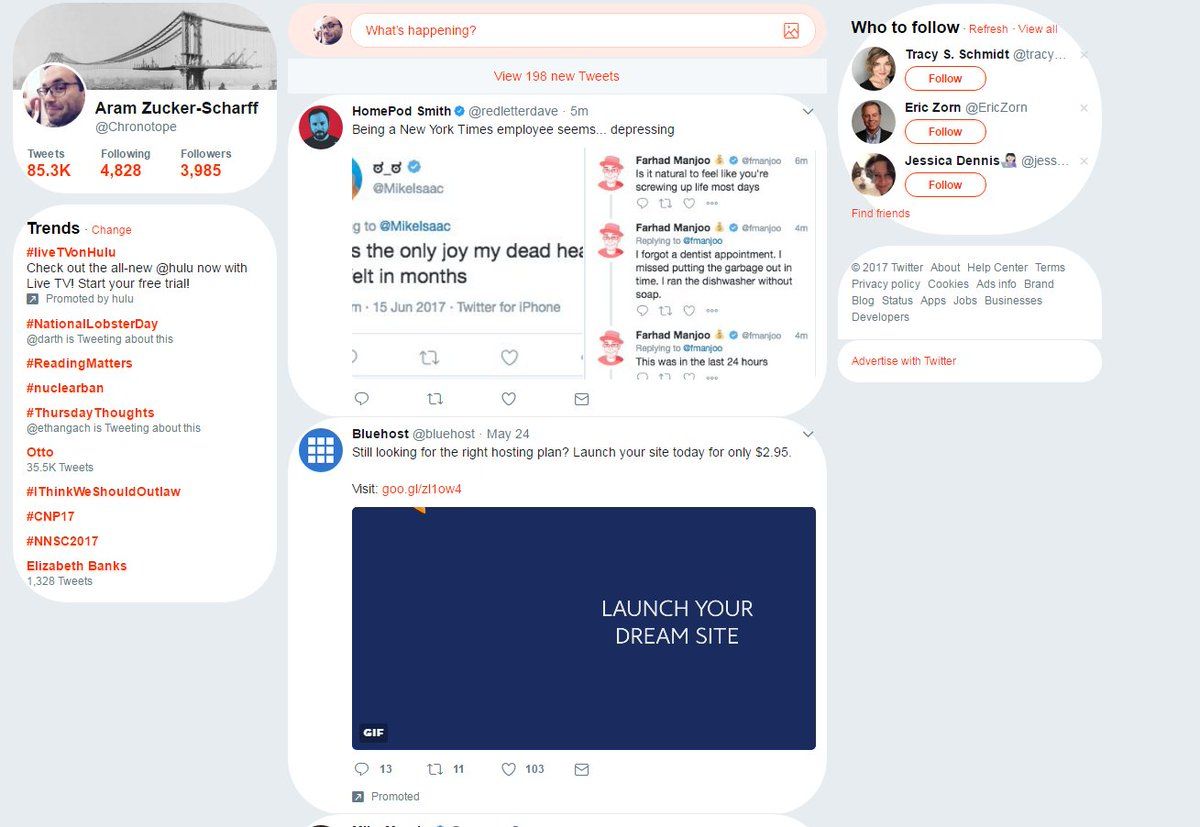 Aram Zucker-Scharff
@Chronotope
Tweets Following Followers
85.3K 4,828 3,985
Trends · Change
#liveTVonHulu
Check out the all-new @hulu now with
Live TV! Start your free trial!
Promoted by hulu
#NationalLobsterDay
@darth is Tweeting about this
#ReadingMatters
#nuclearban
#ThursdayThoughts
@ethangach is Tweeting about this
Otto
35.5K Tweets
#IThinkWeShouldOutlaw
#CNP17
#NNSC2017
Elizabeth Banks
1,328 Tweets
What's happening?
View 198 new Tweets
HomePod Smith @redletterdave · 5m
Being a New York Times employee seems... depressing
ಠ_ಠ
@MikeIsaac
g to @MikeIsaac
s the only joy my dead hea
elt in months
m · 15 Jun 2017 · Twitter for iPhone
Farhad Manjoo @fmanjoo 6m
Is it natural to feel like you're
screwing up life most days
Farhad Manjoo @fmanjoo 4m
Replying to @fmanjoo
I forgot a dentist appointment. I
missed putting the garbage out in
time. I ran the dishwasher without
soap.
Farhad Manjoo @fmanjoo 4m
Replying to @fmanjoo
This was in the last 24 hours
Bluehost @bluehost · May 24
Still looking for the right hosting plan? Launch your site today for only $2.95.
Visit: goo.gl/zl1ow4
LAUNCH YOUR
DREAM SITE
GIF
13 11 103
Promoted
Who to follow · Refresh · View all
Tracy S. Schmidt @tracy...
Follow
Eric Zorn @EricZorn
Follow
Jessica Dennis @jess...
Follow
Find friends
© 2017 Twitter About Help Center Terms
Privacy policy Cookies Ads info Brand
Blog Status Apps Jobs Businesses
Developers
Advertise with Twitter